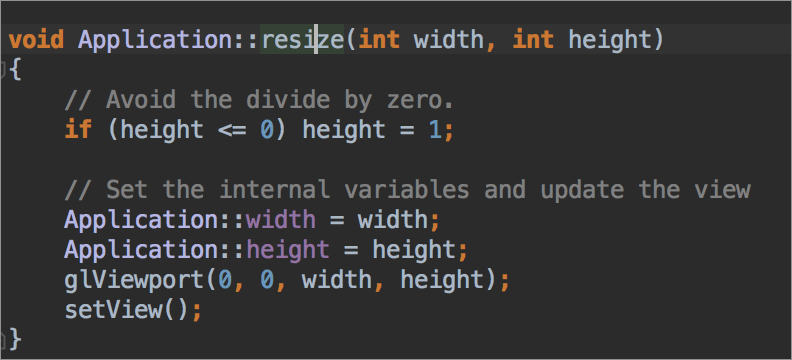 void Application::resize(int width, int height)
{
    // Avoid the divide by zero.
    if (height <= 0) height = 1;

    // Set the internal variables and update the view
    Application::width = width;
    Application::height = height;
    glViewport(0, 0, width, height);
    setView();
}